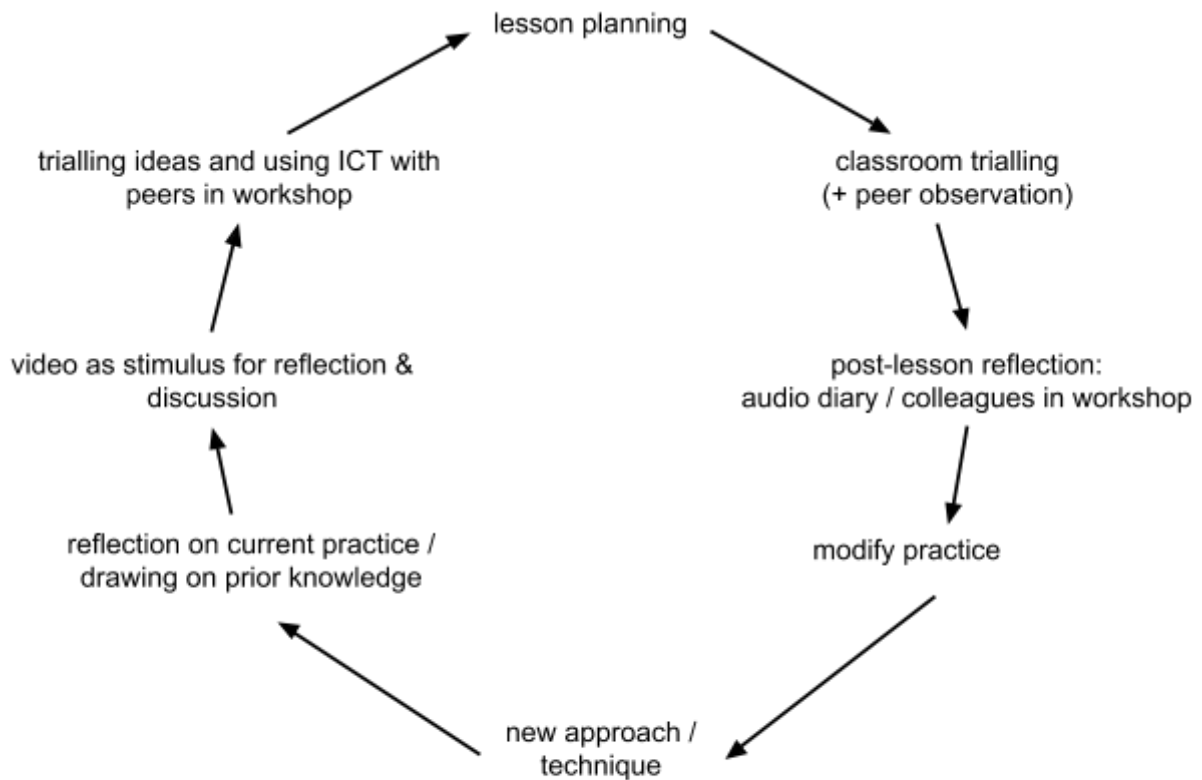 lesson planning
classroom trialling
(+ peer observation)
post-lesson reflection:
audio diary / colleagues in workshop
modify practice
new approach /
technique
reflection on current practice /
drawing on prior knowledge
video as stimulus for reflection &
discussion
trialling ideas and using ICT with
peers in workshop